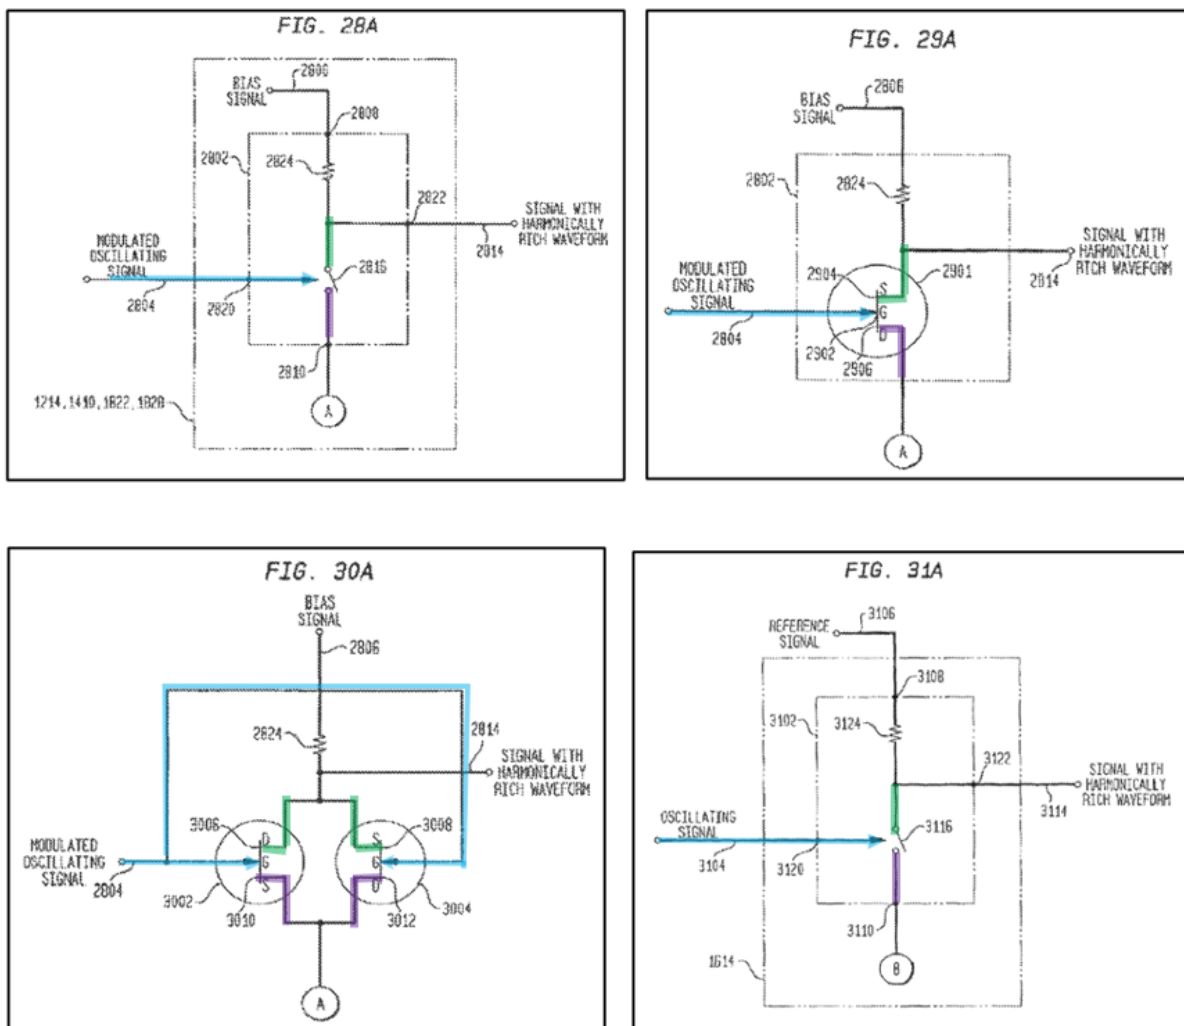 FIG. 28A
2806
BIAS
SIGNAL
2808
2802
2824
2822
SIGNAL WITH
HARMONICALLY
RICH WAVEFORM
2814
MODULATED
OSCILLATING
SIGNAL
2816
2804
2820
2810
A
1214, 1410, 1822, 1828
FIG. 29A
2806
BIAS
SIGNAL
2802
2824
SIGNAL WITH
HARMONICALLY
RICH WAVEFORM
2814
2904
2901
MODULATED
OSCILLATING
SIGNAL
S
G
D
2804
2902
2906
A
FIG. 30A
BIAS
SIGNAL
2806
2824
2814
SIGNAL WITH
HARMONICALLY
RICH WAVEFORM
3006
D
S
3008
MODULATED
OSCILLATING
SIGNAL
G
G
2804
S
D
3002
3010
3012
3004
A
FIG. 31A
3106
REFERENCE
SIGNAL
3108
3102
3124
3122
SIGNAL WITH
HARMONICALLY
RICH WAVEFORM
3114
OSCILLATING
SIGNAL
3116
3104
3120
3110
B
1614